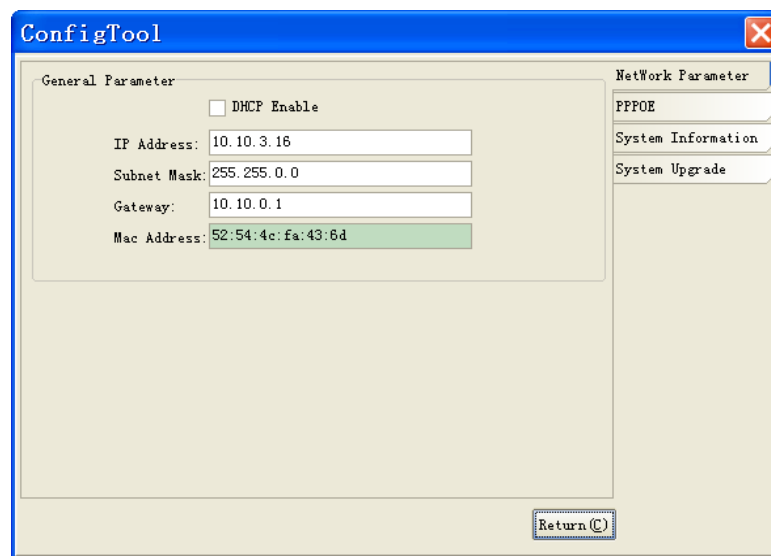 ConfigTool
General Parameter
DHCP Enable
IP Address: 10.10.3.16
Subnet Mask: 255.255.0.0
Gateway: 10.10.0.1
Mac Address: 52:54:4c:fa:43:6d
NetWork Parameter
PPPOE
System Information
System Upgrade
Return(C)